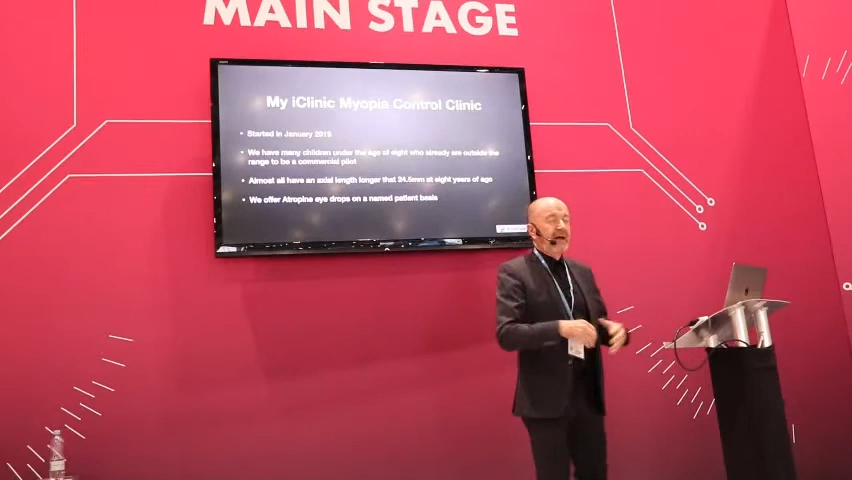 MAIN STAGE
My iClinic Myopia Control Clinic
• Started in January 2019
• We have many children under the age of eight who already are outside the
range to be a commercial pilot
• Almost all have an axial length longer that 24.5mm at eight years of age
• We offer Atropine eye drops on a named patient basis